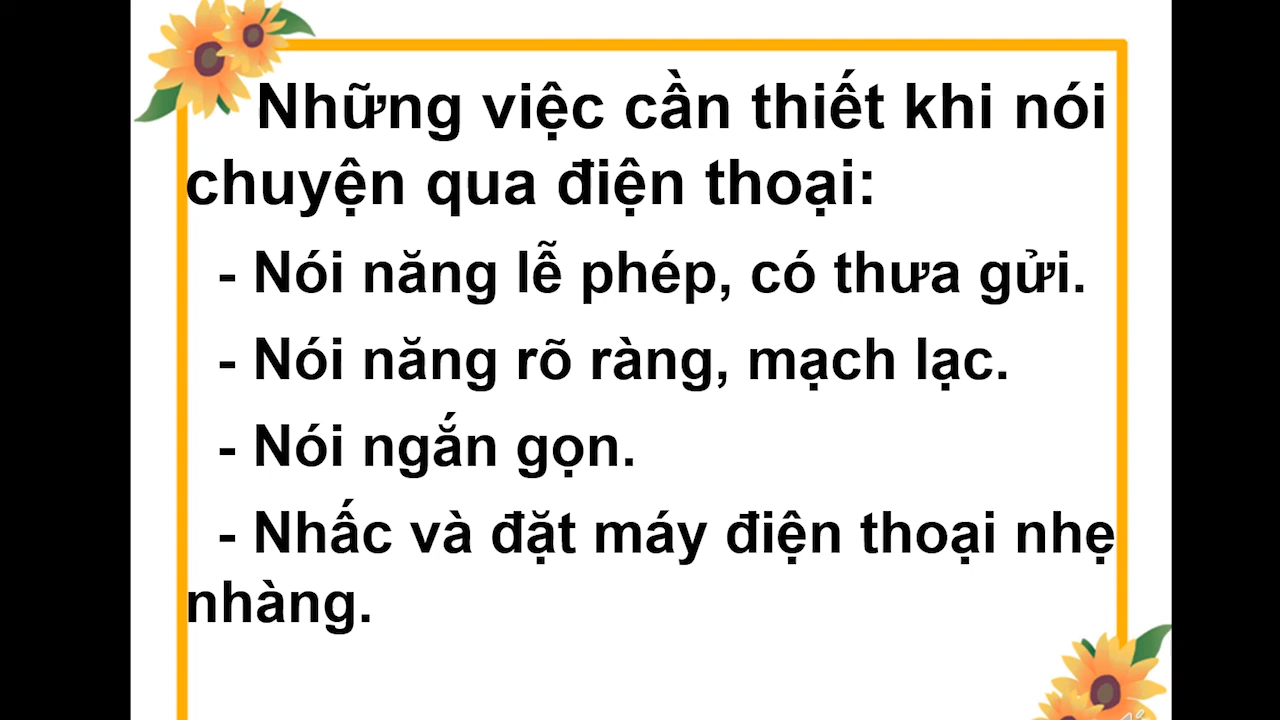 Những việc cần thiết khi nói
chuyện qua điện thoại:
- Nói năng lễ phép, có thưa gửi.
- Nói năng rõ ràng, mạch lạc.
- Nói ngắn gọn.
- Nhấc và đặt máy điện thoại nhẹ
nhàng.